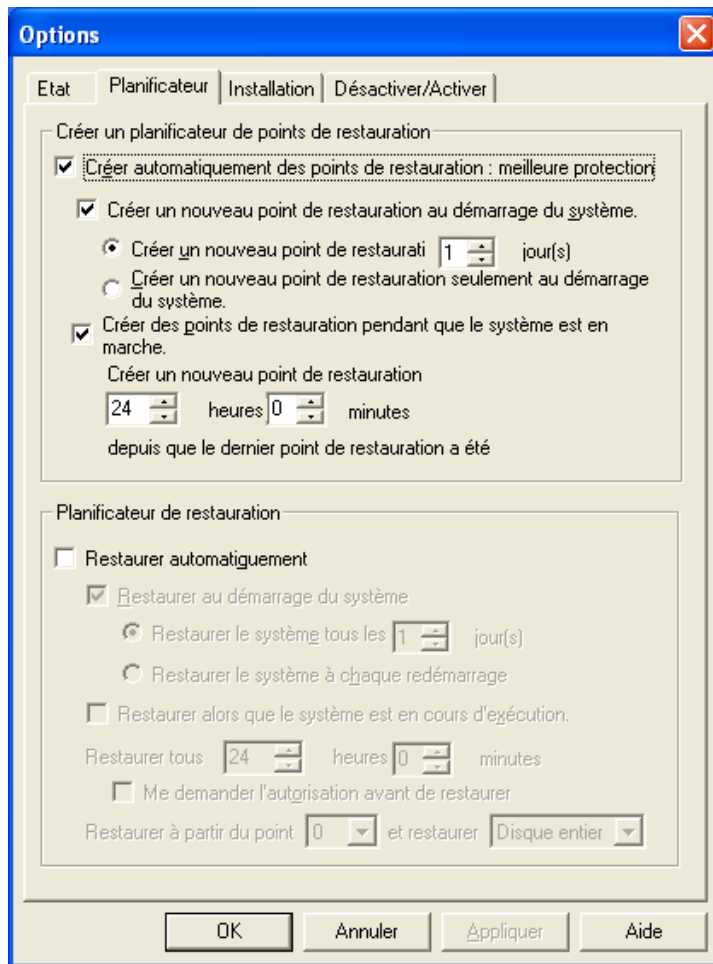 Options
Etat Planificateur Installation Désactiver/Activer
Créer un planificateur de points de restauration
Créer automatiquement des points de restauration : meilleure protection
Créer un nouveau point de restauration au démarrage du système.
Créer un nouveau point de restaurati 1 jour(s)
Créer un nouveau point de restauration seulement au démarrage
du système.
Créer des points de restauration pendant que le système est en
marche.
Créer un nouveau point de restauration
24 heures 0 minutes
depuis que le dernier point de restauration a été
Planificateur de restauration
Restaurer automatiquement
Restaurer au démarrage du système
Restaurer le système tous les 1 jour(s)
Restaurer le système à chaque redémarrage
Restaurer alors que le système est en cours d'exécution.
Restaurer tous 24 heures 0 minutes
Me demander l'autorisation avant de restaurer
Restaurer à partir du point 0 et restaurer Disque entier
OK Annuler Appliquer Aide